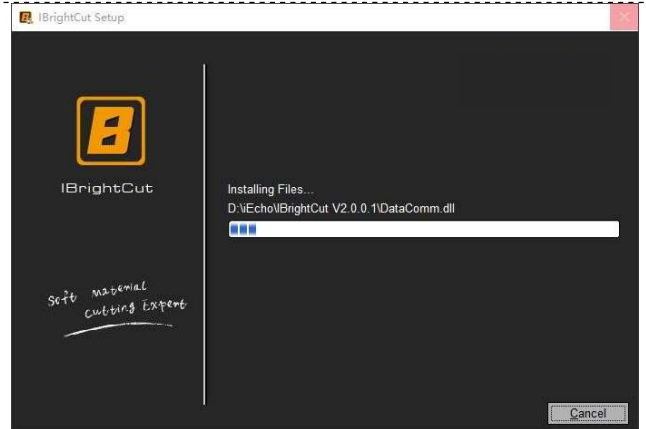 IBrightCut Setup
IBrightCut
Soft Material
Cutting Expert
Installing Files...
D:\iEcho\IBrightCut V2.0.0.1\DataComm.dll
Cancel